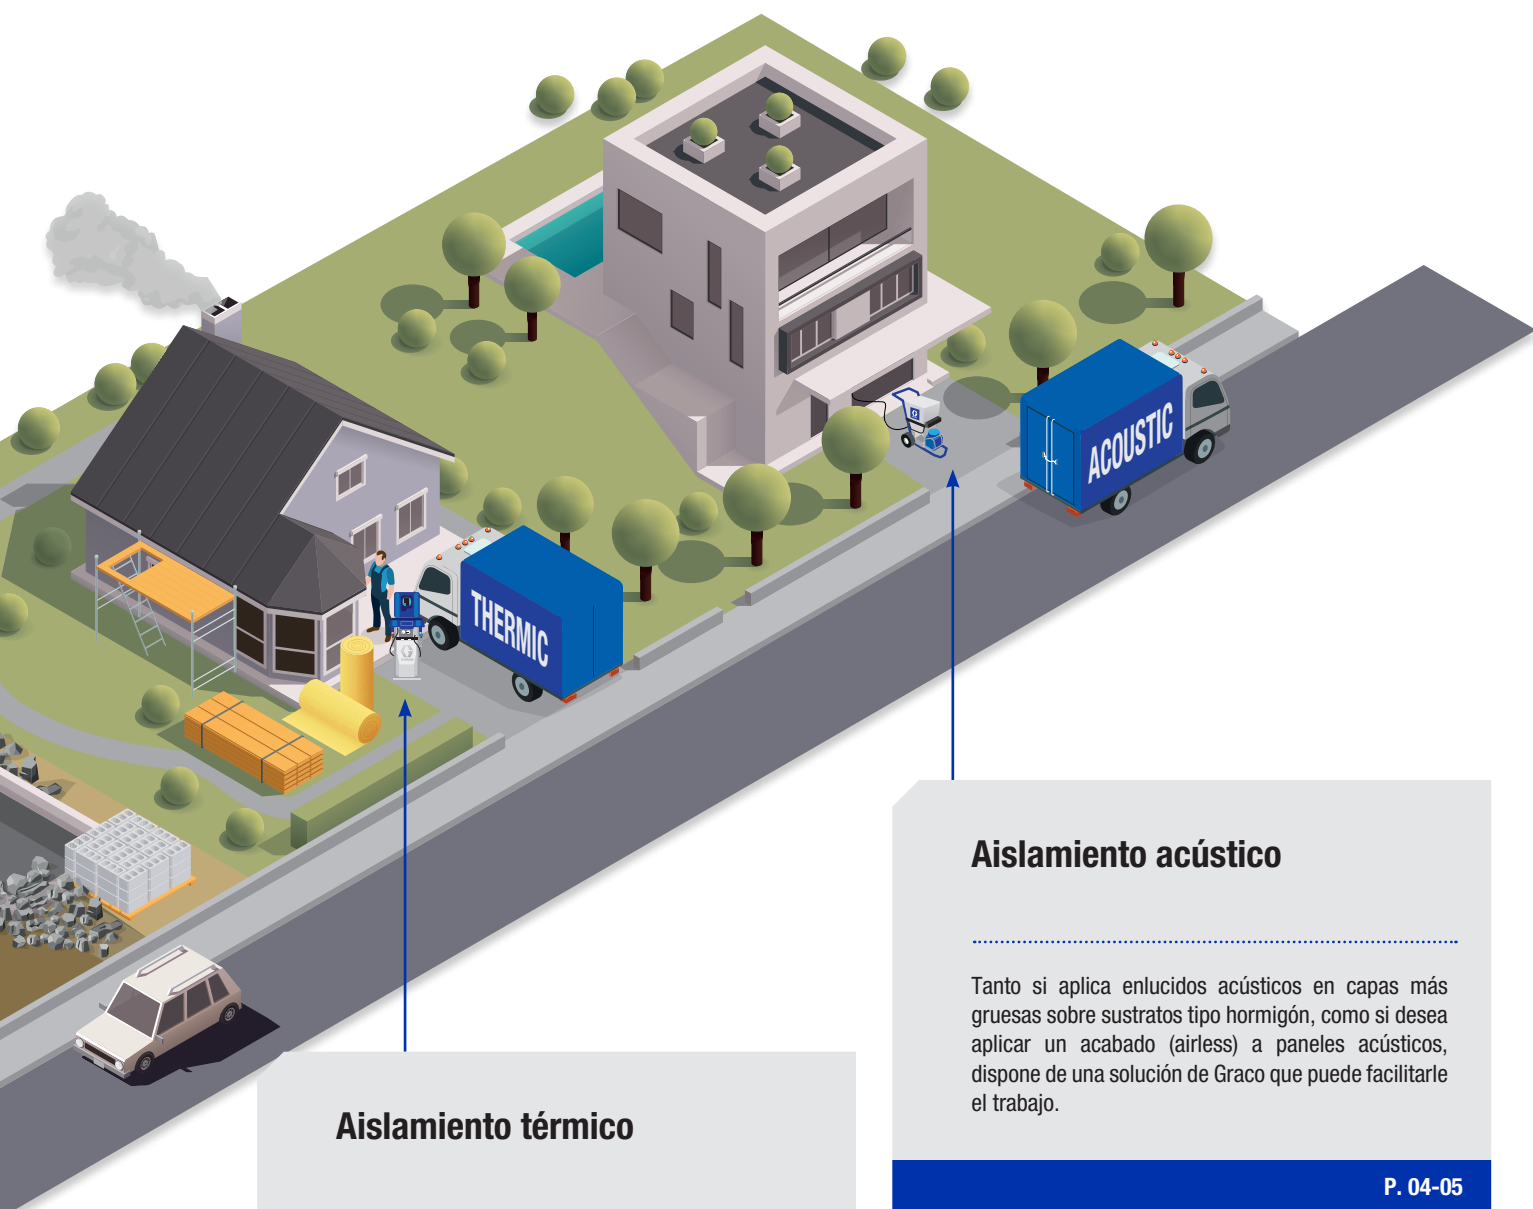 ACOUSTIC
THERMIC
Aislamiento acústico
Tanto si aplica enlucidos acústicos en capas más
gruesas sobre sustratos tipo hormigón, como si desea
aplicar un acabado (airless) a paneles acústicos,
dispone de una solución de Graco que puede facilitarle
el trabajo.
P. 04-05
Aislamiento térmico